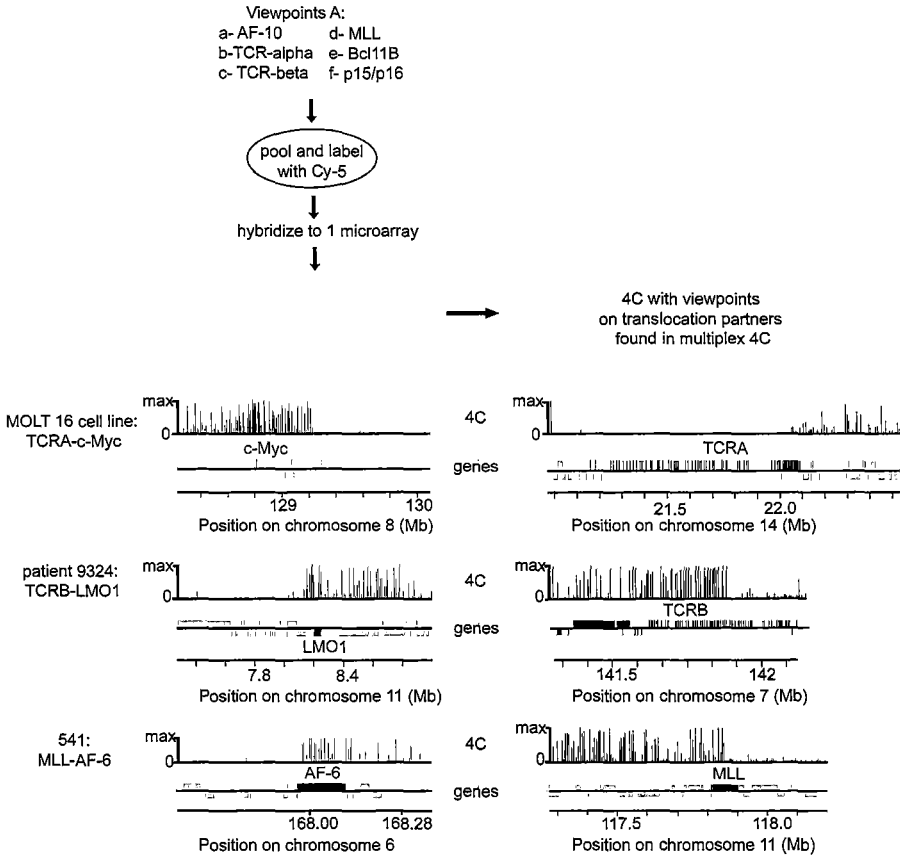 Viewpoints A:
a- AF-10 d- MLL
b-TCR-alpha e- Bcl11B
c- TCR-beta f- p15/p16
pool and label
with Cy-5
hybridize to 1 microarray
4C with viewpoints
on translocation partners
found in multiplex 4C
MOLT 16 cell line:
TCRA-c-Myc
max
0
4C
max
0
c-Myc
genes
TCRA
129 130
21.5 22.0
Position on chromosome 8 (Mb)
Position on chromosome 14 (Mb)
patient 9324:
TCRB-LMO1
max
0
4C
max
0
genes
TCRB
LMO1
7.8 8.4
141.5 142
Position on chromosome 11 (Mb)
Position on chromosome 7 (Mb)
541:
MLL-AF-6
max
0
4C
max
0
AF-6
genes
MLL
168.00 168.28
117.5 118.0
Position on chromosome 6
Position on chromosome 11 (Mb)